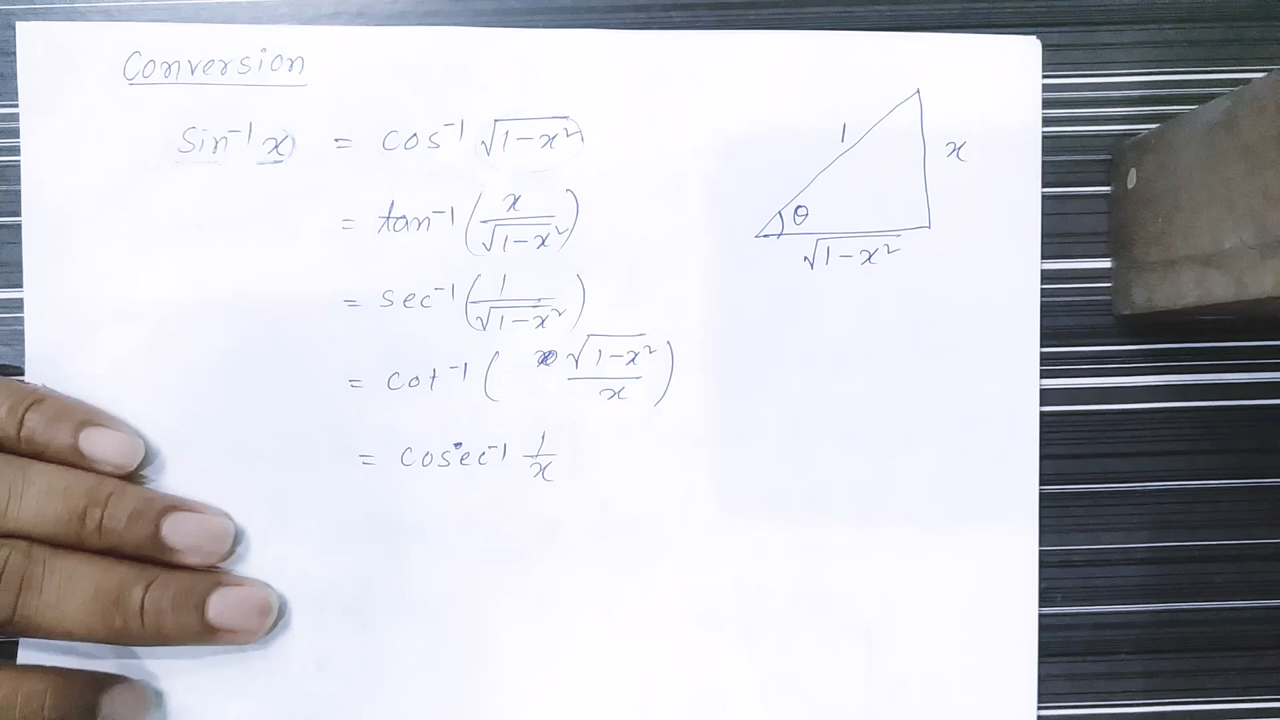 Conversion
Sin⁻¹x = cos⁻¹ √(1-x²)
= tan⁻¹ (x/√(1-x²))
= sec⁻¹ (1/√(1-x²))
= cot⁻¹ (√(1-x²)/x)
= cosec⁻¹ 1/x
1
x
θ
√(1-x²)